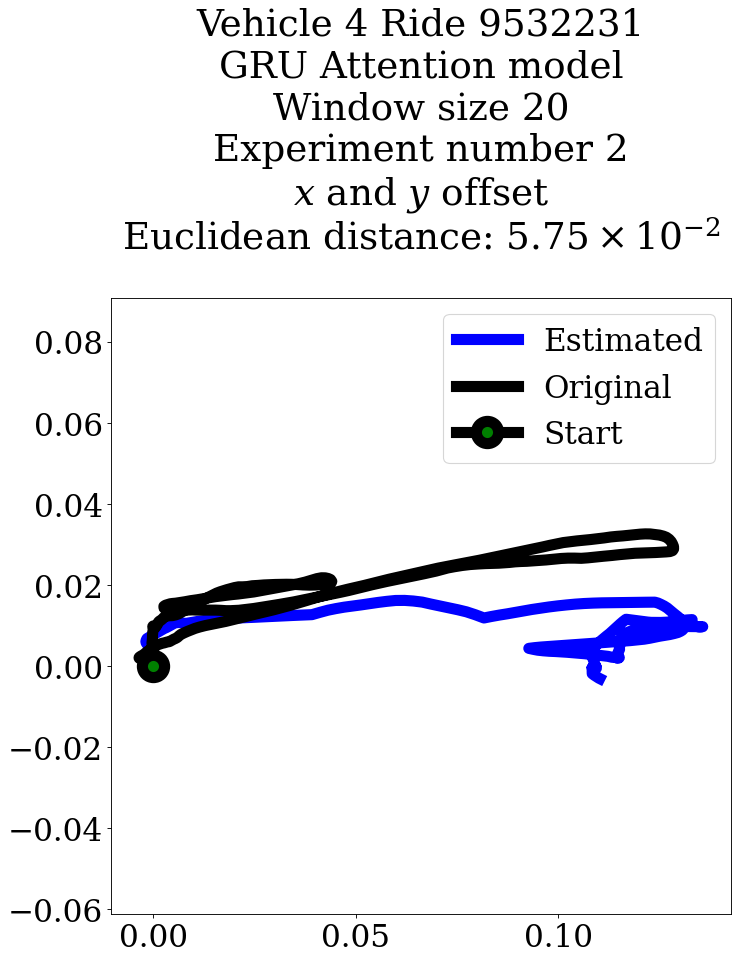 Vehicle 4 Ride 9532231
GRU Attention model
Window size 20
Experiment number 2
x and y offset
Euclidean distance: 5.75 × 10⁻²
Estimated
Original
Start
0.08
0.06
0.04
0.02
0.00
−0.02
−0.04
−0.06
0.00 0.05 0.10